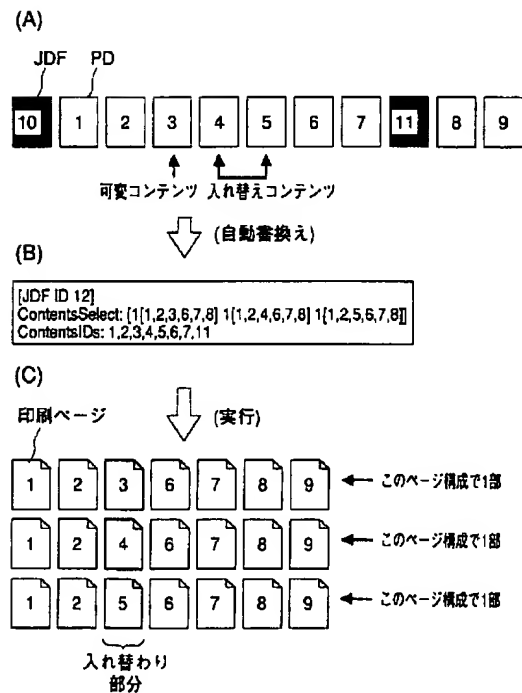 (A)
JDF PD
10 1 2 3 4 5 6 7 11 8 9
可変コンテンツ 入れ替えコンテンツ
(自動書換え)
(B)
[JDF ID 12]
ContentsSelect: [1[1,2,3,6,7,8] 1[1,2,4,6,7,8] 1[1,2,5,6,7,8]]
ContentsIDs: 1,2,3,4,5,6,7,11
(C)
(実行)
印刷ページ
1 2 3 6 7 8 9 このページ構成で1部
1 2 4 6 7 8 9 このページ構成で1部
1 2 5 6 7 8 9 このページ構成で1部
入れ替わり
部分